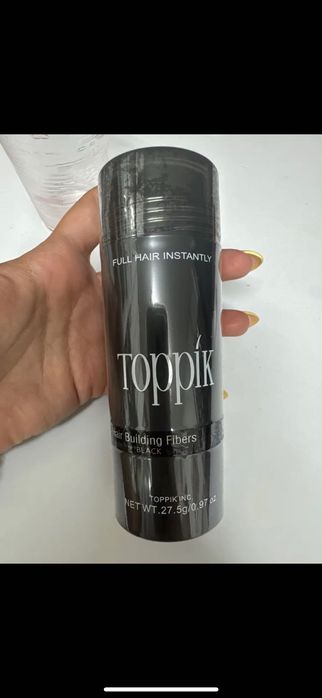 FULL HAIR INSTANTLY
Toppik
Hair Building Fibers
BLACK
TOPPIK INC.
NET WT.27.5g/0.97 oz